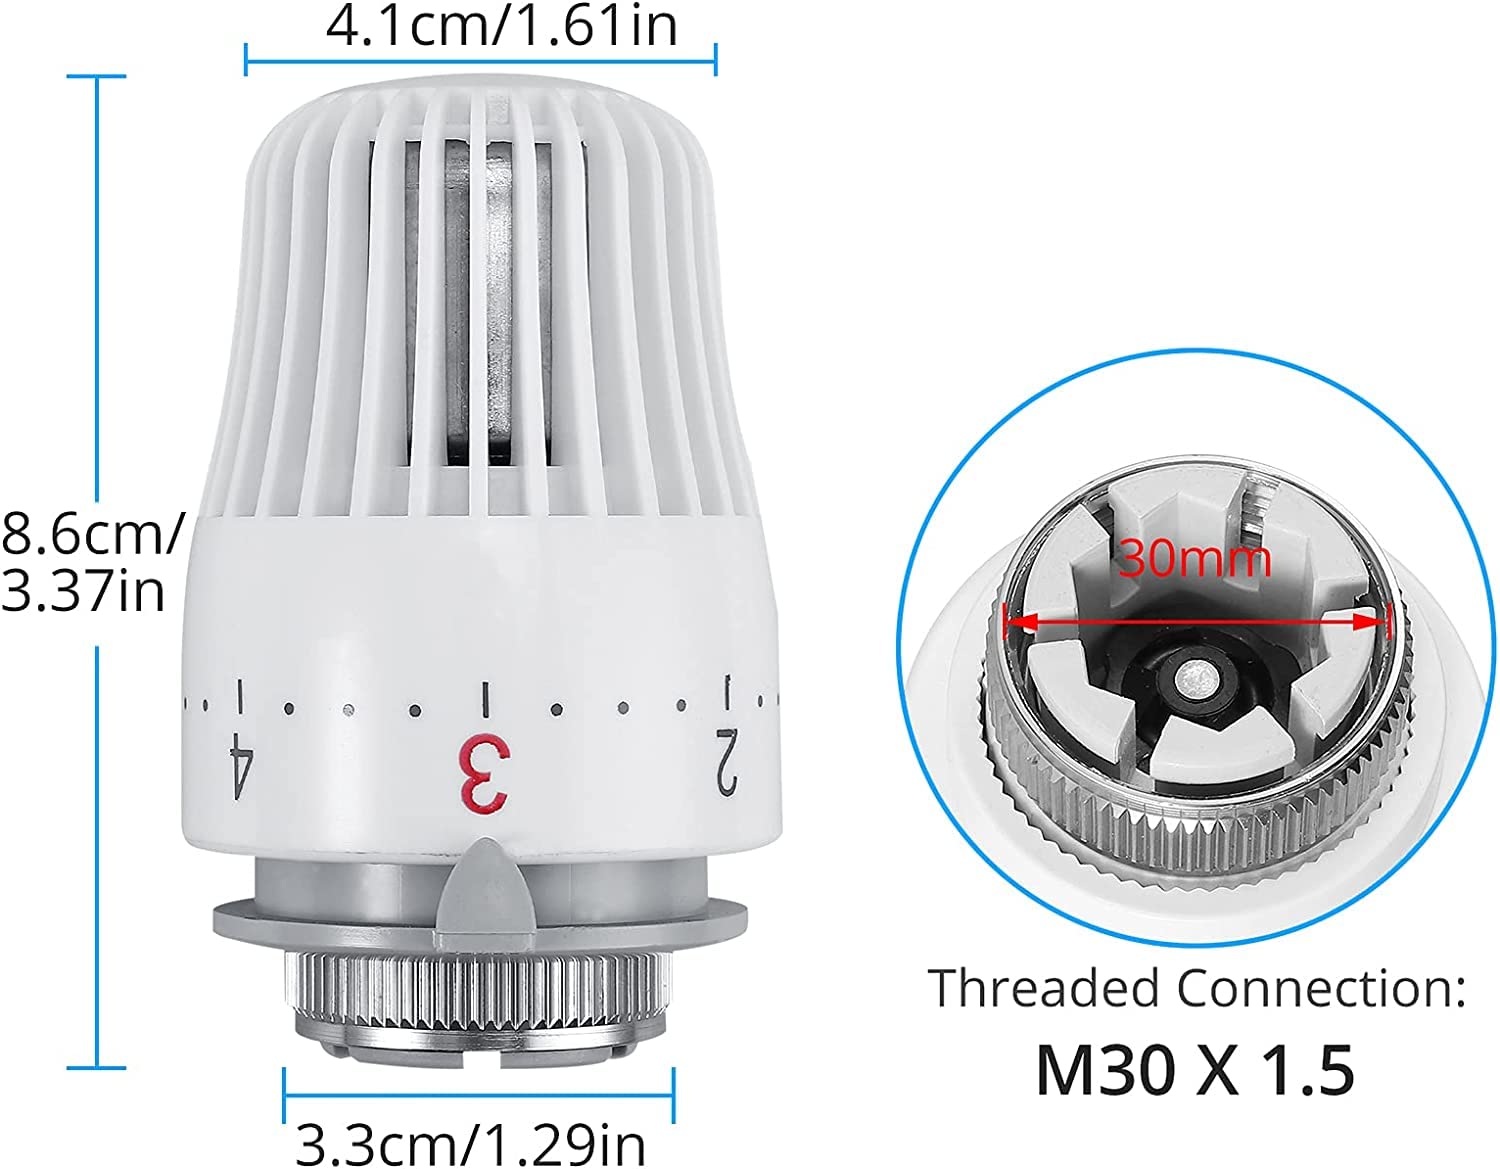 4.1cm/1.61in
8.6cm/
3.37in
4 3 2
30mm
Threaded Connection:
M30 X 1.5
3.3cm/1.29in